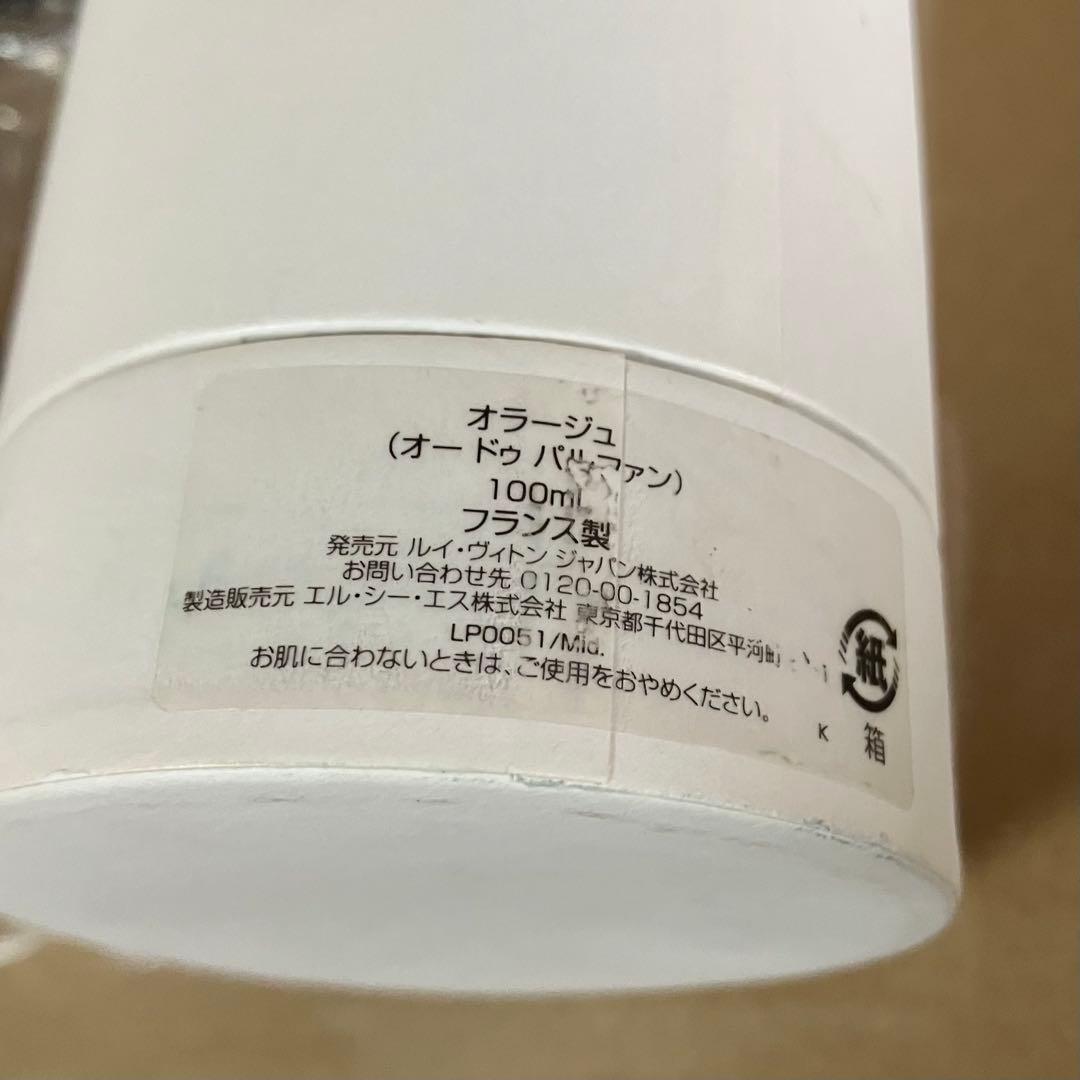 オラージュ
(オー ドゥ パルファン)
100mL
フランス製
発売元 ルイ・ヴィトン ジャパン株式会社
お問い合わせ先 0120-00-1854
製造販売元 エル・シー・エス株式会社 東京都千代田区平河町
LP0051/Mid.
お肌に合わないときは、ご使用をおやめください。
K
紙
箱